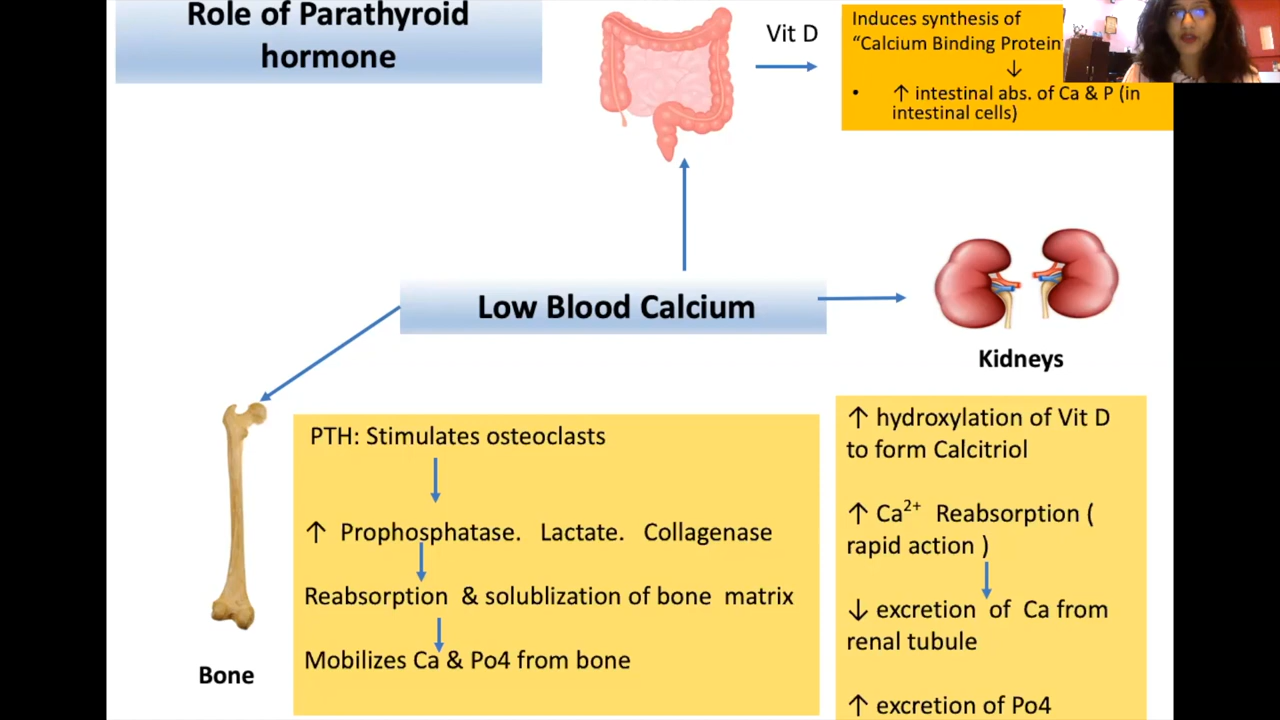 Role of Parathyroid
hormone
Vit D
Induces synthesis of
“Calcium Binding Protein
↓
• ↑ intestinal abs. of Ca & P (in
intestinal cells)
Low Blood Calcium
Kidneys
PTH: Stimulates osteoclasts
↑ Prophosphatase. Lactate. Collagenase
Reabsorption & solublization of bone matrix
Mobilizes Ca & Po4 from bone
Bone
↑ hydroxylation of Vit D
to form Calcitriol
↑ Ca²⁺ Reabsorption (
rapid action )
↓ excretion of Ca from
renal tubule
↑ excretion of Po4